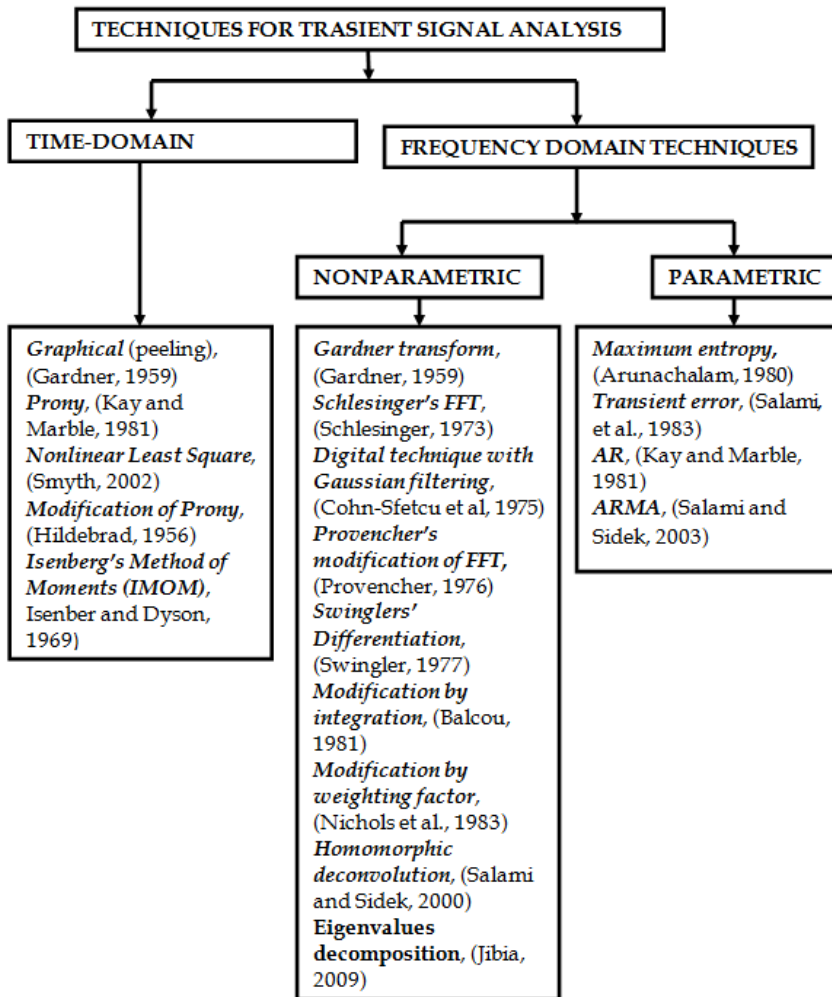 TECHNIQUES FOR TRASIENT SIGNAL ANALYSIS
TIME-DOMAIN
FREQUENCY DOMAIN TECHNIQUES
NONPARAMETRIC
PARAMETRIC
Graphical (peeling),
(Gardner, 1959)
Prony, (Kay and
Marble, 1981)
Nonlinear Least Square,
(Smyth, 2002)
Modification of Prony,
(Hildebrad, 1956)
Isenberg's Method of
Moments (IMOM),
Isenber and Dyson,
1969)
Gardner transform,
(Gardner, 1959)
Schlesinger's FFT,
(Schlesinger, 1973)
Digital technique with
Gaussian filtering,
(Cohn-Sfetcu et al, 1975)
Provencher's
modification of FFT,
(Provencher, 1976)
Swinglers'
Differentiation,
(Swingler, 1977)
Modification by
integration, (Balcou,
1981)
Modification by
weighting factor,
(Nichols et al., 1983)
Homomorphic
deconvolution, (Salami
and Sidek, 2000)
Eigenvalues
decomposition, (Jibia,
2009)
Maximum entropy,
(Arunachalam, 1980)
Transient error, (Salami,
et al., 1983)
AR, (Kay and Marble,
1981)
ARMA, (Salami and
Sidek, 2003)